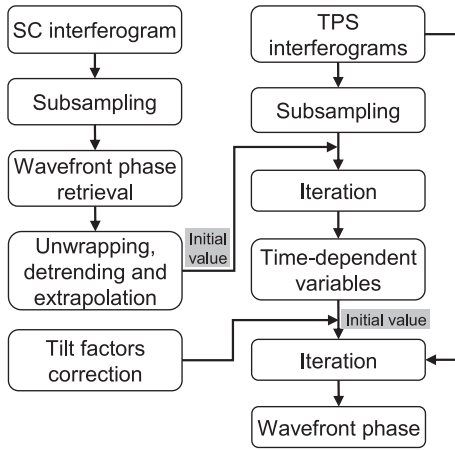 SC interferogram
Subsampling
Wavefront phase
retrieval
Unwrapping,
detrending and
extrapolation
Initial
value
Tilt factors
correction
TPS
interferograms
Subsampling
Iteration
Time-dependent
variables
Initial value
Iteration
Wavefront phase